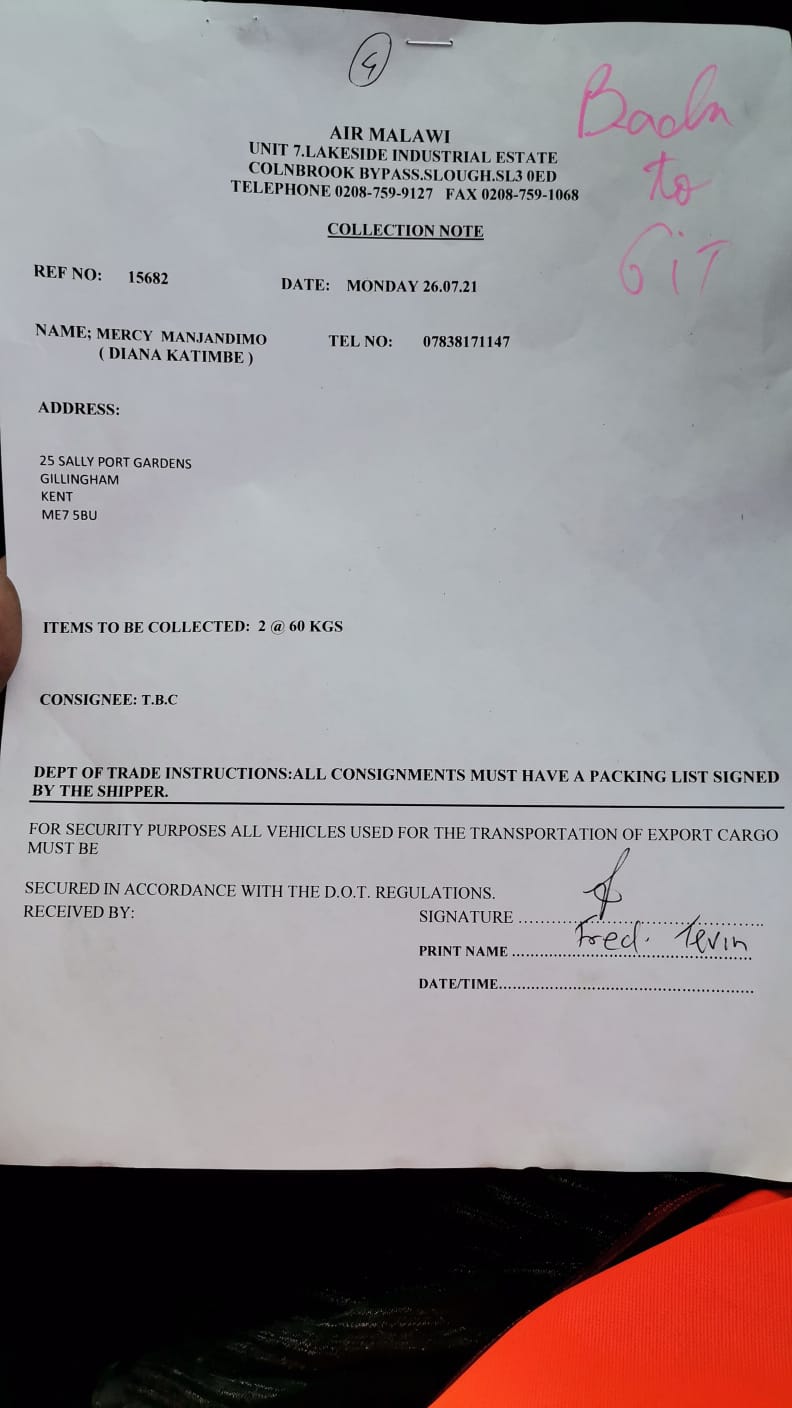 4
Back
to
GIT
AIR MALAWI
UNIT 7.LAKESIDE INDUSTRIAL ESTATE
COLNBROOK BYPASS.SLOUGH.SL3 0ED
TELEPHONE 0208-759-9127 FAX 0208-759-1068
COLLECTION NOTE
REF NO: 15682 DATE: MONDAY 26.07.21
NAME; MERCY MANJANDIMO TEL NO: 07838171147
( DIANA KATIMBE )
ADDRESS:
25 SALLY PORT GARDENS
GILLINGHAM
KENT
ME7 5BU
ITEMS TO BE COLLECTED: 2 @ 60 KGS
CONSIGNEE: T.B.C
DEPT OF TRADE INSTRUCTIONS:ALL CONSIGNMENTS MUST HAVE A PACKING LIST SIGNED
BY THE SHIPPER.
FOR SECURITY PURPOSES ALL VEHICLES USED FOR THE TRANSPORTATION OF EXPORT CARGO
MUST BE
SECURED IN ACCORDANCE WITH THE D.O.T. REGULATIONS.
RECEIVED BY: SIGNATURE
PRINT NAME Fred. Tevin
DATE/TIME